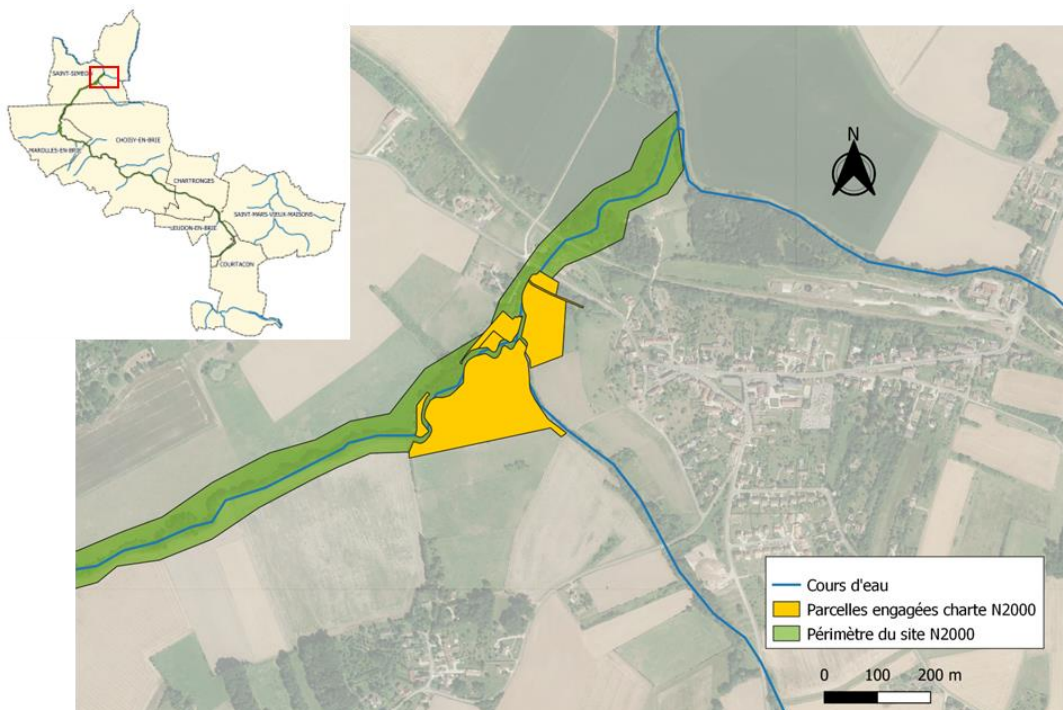 SAINT-SIMEON
CHOISY-EN-BRIE
MAROLLES-EN-BRIE
CHARTRONGES
SAINT-MARS-VIEUX-MAISONS
LEUDON-EN-BRIE
COURTACON
N
Cours d'eau
Parcelles engagées charte N2000
Périmètre du site N2000
0 100 200 m